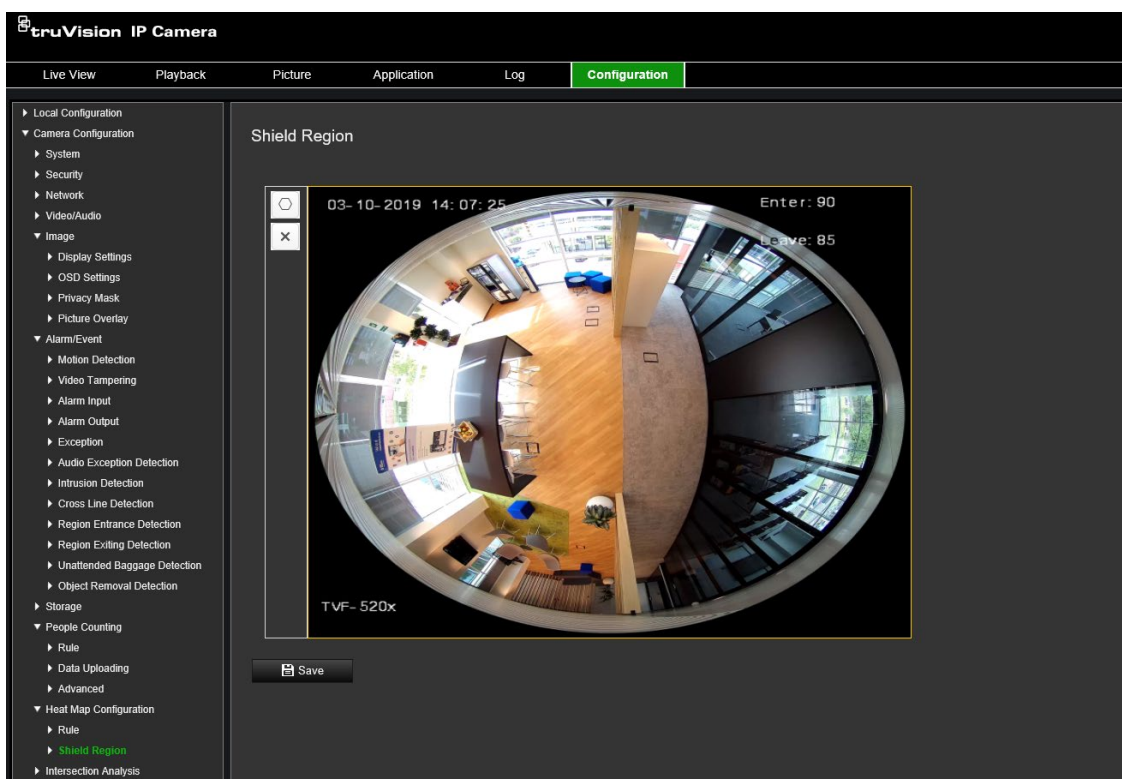 truVision IP Camera
Live View Playback Picture Application Log Configuration
Local Configuration
Camera Configuration
System
Security
Network
Video/Audio
Image
Display Settings
OSD Settings
Privacy Mask
Picture Overlay
Alarm/Event
Motion Detection
Video Tampering
Alarm Input
Alarm Output
Exception
Audio Exception Detection
Intrusion Detection
Cross Line Detection
Region Entrance Detection
Region Exiting Detection
Unattended Baggage Detection
Object Removal Detection
Storage
People Counting
Rule
Data Uploading
Advanced
Heat Map Configuration
Rule
Shield Region
Intersection Analysis
Shield Region
03-10-2019 14:07:25
Enter: 90
Leave: 85
TVF-520x
Save